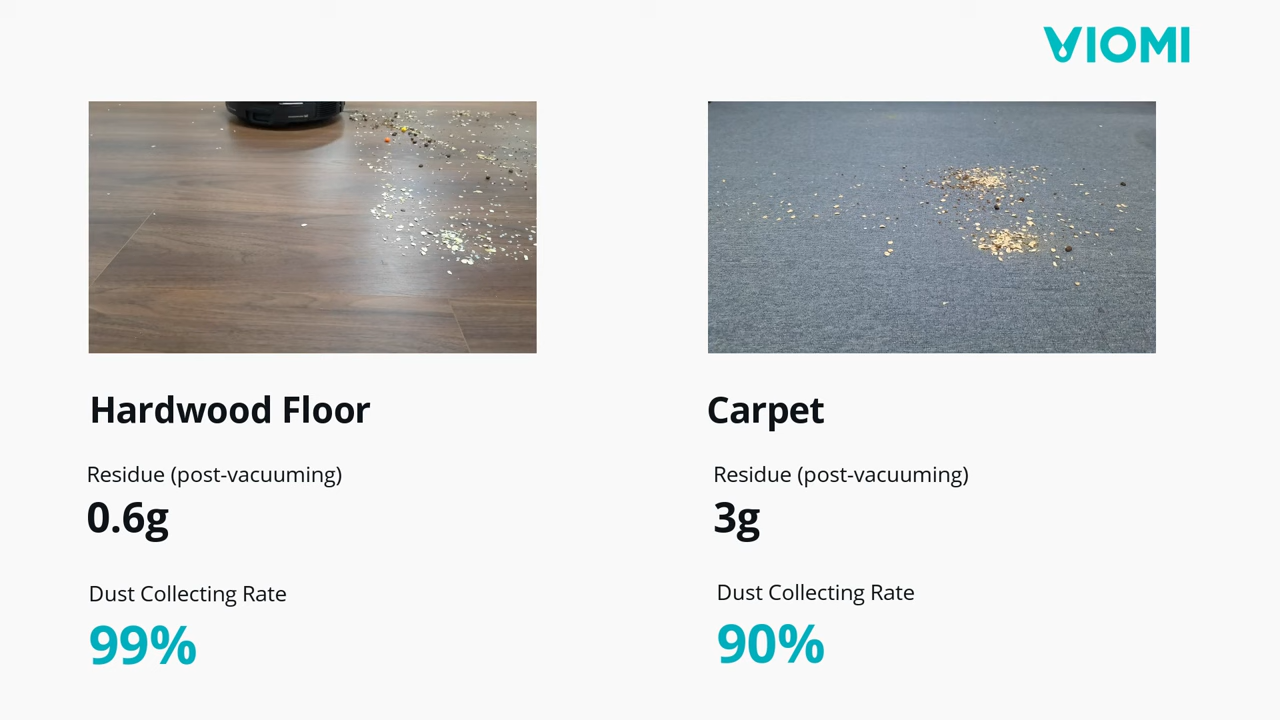 VIOMI
Hardwood Floor
Residue (post-vacuuming)
0.6g
Dust Collecting Rate
99%
Carpet
Residue (post-vacuuming)
3g
Dust Collecting Rate
90%